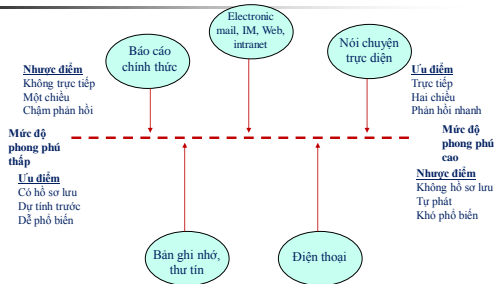 Electronic
mail, IM, Web,
intranet
Báo cáo
chính thức
Nói chuyện
trực diện
Nhược điểm
Không trực tiếp
Một chiều
Chậm phản hồi
Ưu điểm
Trực tiếp
Hai chiều
Phản hồi nhanh
Mức độ
phong phú
thấp
Mức độ
phong phú
cao
Ưu điểm
Có hồ sơ lưu
Dự tính trước
Dễ phổ biến
Nhược điểm
Không hồ sơ lưu
Tự phát
Khó phổ biến
Bản ghi nhớ,
thư tín
Điện thoại